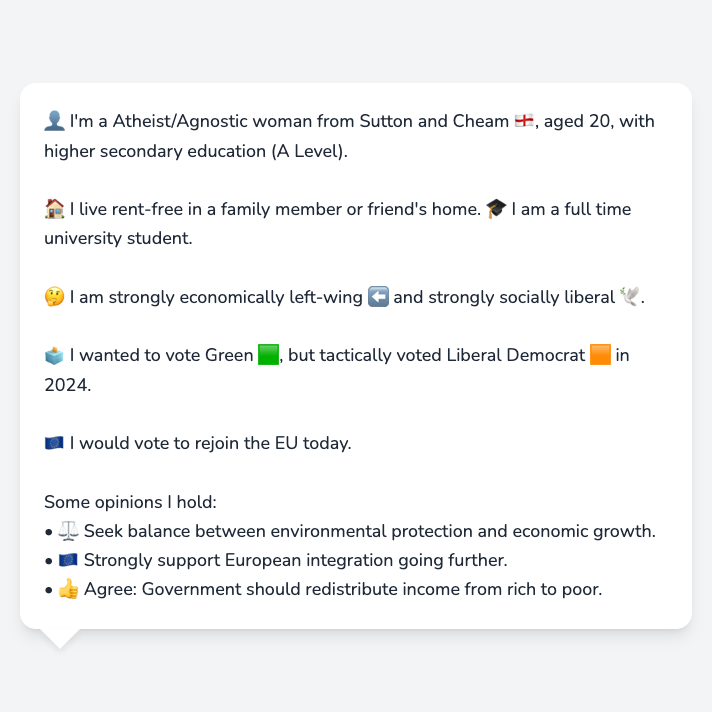 👤 I'm a Atheist/Agnostic woman from Sutton and Cheam 🏴󠁧󠁢󠁥󠁮󠁧󠁿, aged 20, with
higher secondary education (A Level).
🏠 I live rent-free in a family member or friend's home. 🎓 I am a full time
university student.
🤔 I am strongly economically left-wing ⬅️ and strongly socially liberal 🕊️.
🗳️ I wanted to vote Green 🟩, but tactically voted Liberal Democrat 🟧 in
2024.
🇪🇺 I would vote to rejoin the EU today.
Some opinions I hold:
• ⚖️ Seek balance between environmental protection and economic growth.
• 🇪🇺 Strongly support European integration going further.
• 👍 Agree: Government should redistribute income from rich to poor.